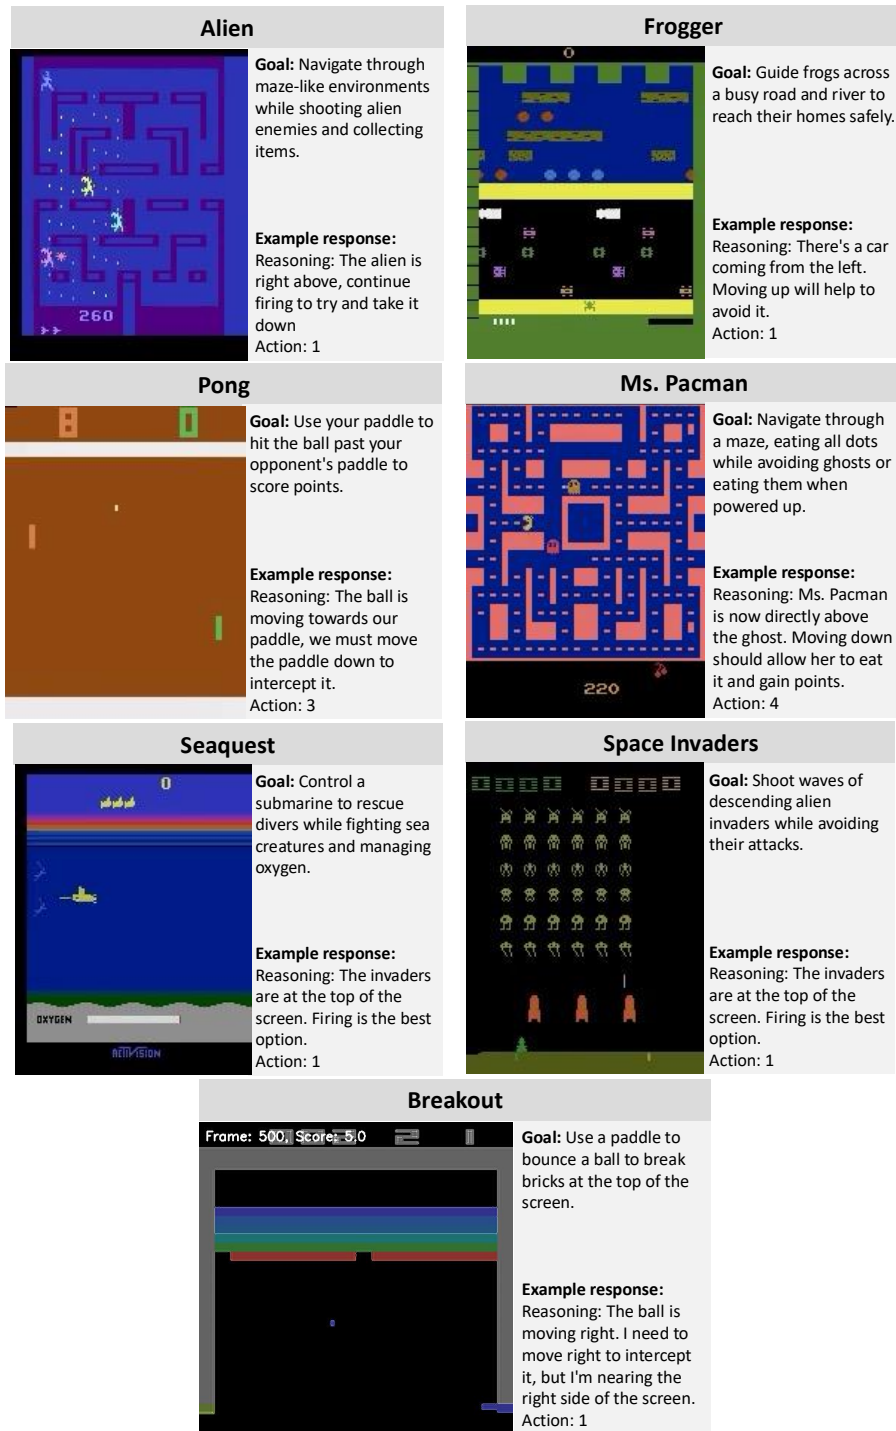 Alien
Goal: Navigate through
maze-like environments
while shooting alien
enemies and collecting
items.
Example response:
Reasoning: The alien is
right above, continue
firing to try and take it
down
Action: 1
260
Frogger
0
Goal: Guide frogs across
a busy road and river to
reach their homes safely.
Example response:
Reasoning: There's a car
coming from the left.
Moving up will help to
avoid it.
Action: 1
Pong
8
0
Goal: Use your paddle to
hit the ball past your
opponent's paddle to
score points.
Example response:
Reasoning: The ball is
moving towards our
paddle, we must move
the paddle down to
intercept it.
Action: 3
Ms. Pacman
Goal: Navigate through
a maze, eating all dots
while avoiding ghosts or
eating them when
powered up.
Example response:
Reasoning: Ms. Pacman
is now directly above
the ghost. Moving down
should allow her to eat
it and gain points.
Action: 4
220
Seaquest
0
Goal: Control a
submarine to rescue
divers while fighting sea
creatures and managing
oxygen.
Example response:
Reasoning: The invaders
are at the top of the
screen. Firing is the best
option.
Action: 1
OXYGEN
ACTIVISION
Space Invaders
Goal: Shoot waves of
descending alien
invaders while avoiding
their attacks.
Example response:
Reasoning: The invaders
are at the top of the
screen. Firing is the best
option.
Action: 1
Breakout
Frame: 500, Score: 5.0
Goal: Use a paddle to
bounce a ball to break
bricks at the top of the
screen.
Example response:
Reasoning: The ball is
moving right. I need to
move right to intercept
it, but I'm nearing the
right side of the screen.
Action: 1